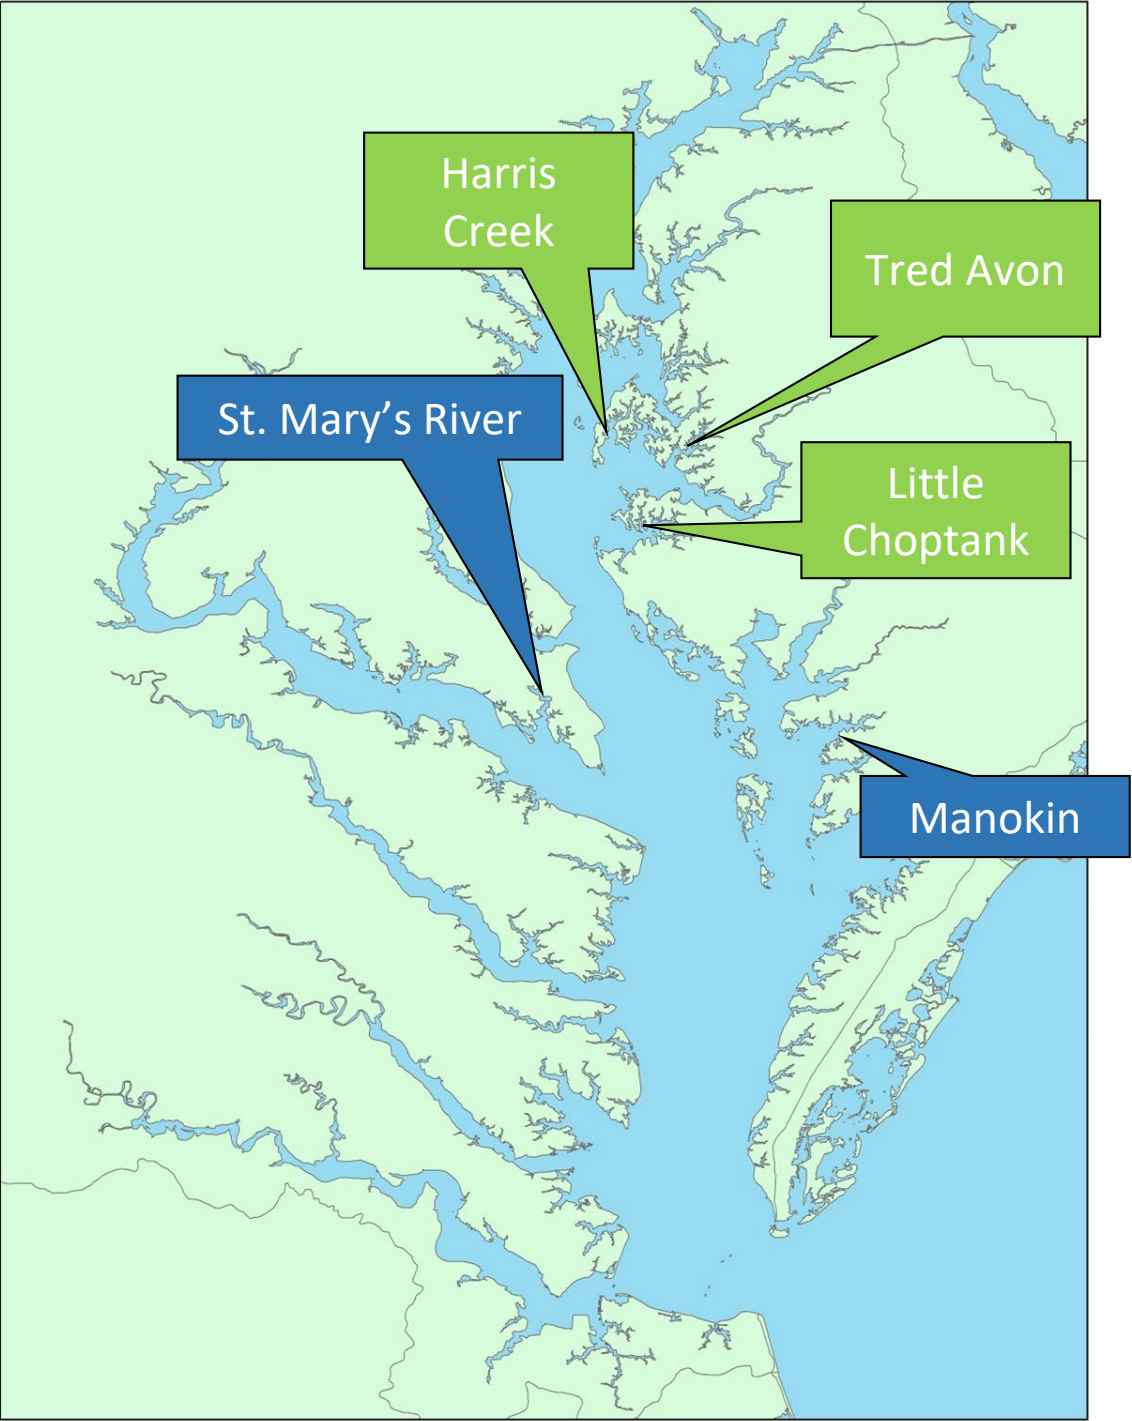 Harris
Creek
Tred Avon
St. Mary’s River
Little
Choptank
Manokin